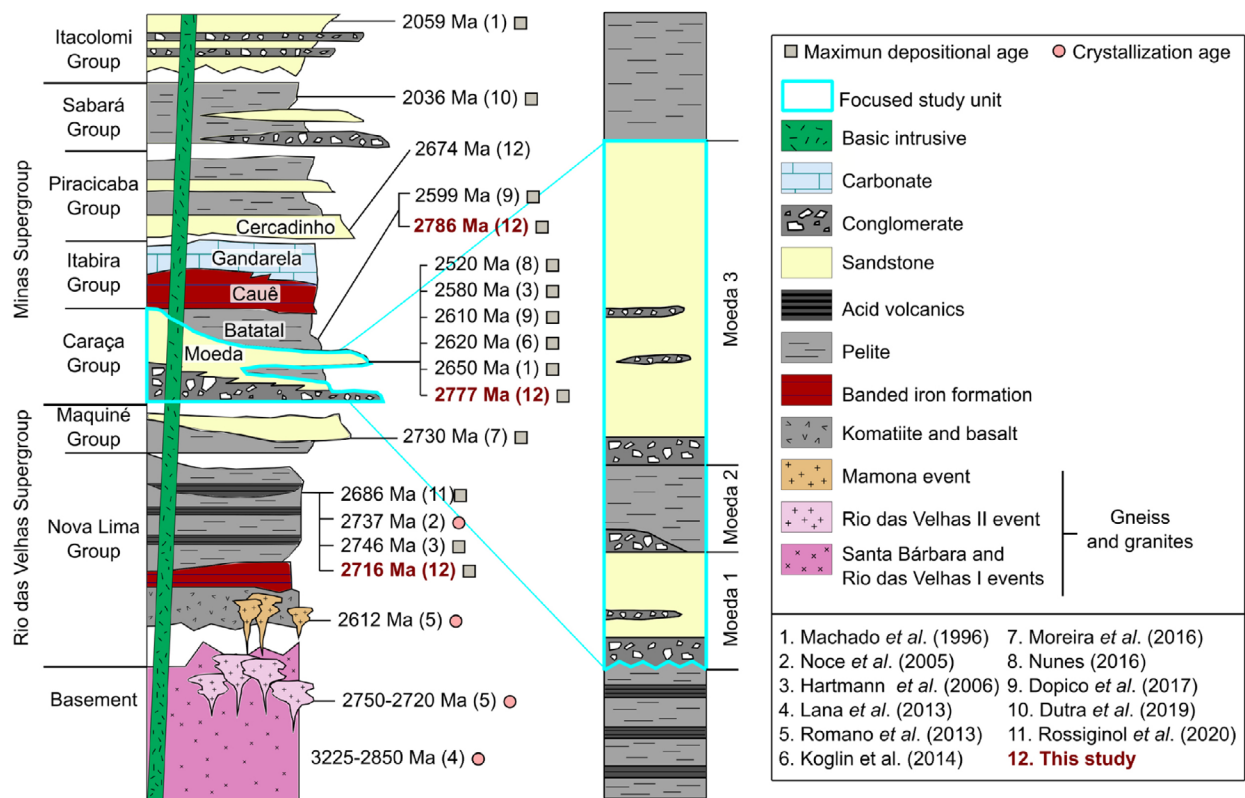 Minas Supergroup
Rio das Velhas Supergroup
Itacolomi
Group
Sabará
Group
Piracicaba
Group
Itabira
Group
Caraça
Group
Maquiné
Group
Nova Lima
Group
Basement
Cercadinho
Gandarela
Cauê
Batatal
Moeda
2059 Ma (1)
2036 Ma (10)
2674 Ma (12)
2599 Ma (9)
2786 Ma (12)
2520 Ma (8)
2580 Ma (3)
2610 Ma (9)
2620 Ma (6)
2650 Ma (1)
2777 Ma (12)
2730 Ma (7)
2686 Ma (11)
2737 Ma (2)
2746 Ma (3)
2716 Ma (12)
2612 Ma (5)
2750-2720 Ma (5)
3225-2850 Ma (4)
Moeda 3
Moeda 2
Moeda 1
Maximun depositional age
Crystallization age
Focused study unit
Basic intrusive
Carbonate
Conglomerate
Sandstone
Acid volcanics
Pelite
Banded iron formation
Komatiite and basalt
Mamona event
Rio das Velhas II event
Santa Bárbara and
Rio das Velhas I events
Gneiss
and granites
1. Machado et al. (1996)
2. Noce et al. (2005)
3. Hartmann et al. (2006)
4. Lana et al. (2013)
5. Romano et al. (2013)
6. Koglin et al. (2014)
7. Moreira et al. (2016)
8. Nunes (2016)
9. Dopico et al. (2017)
10. Dutra et al. (2019)
11. Rossiginol et al. (2020)
12. This study